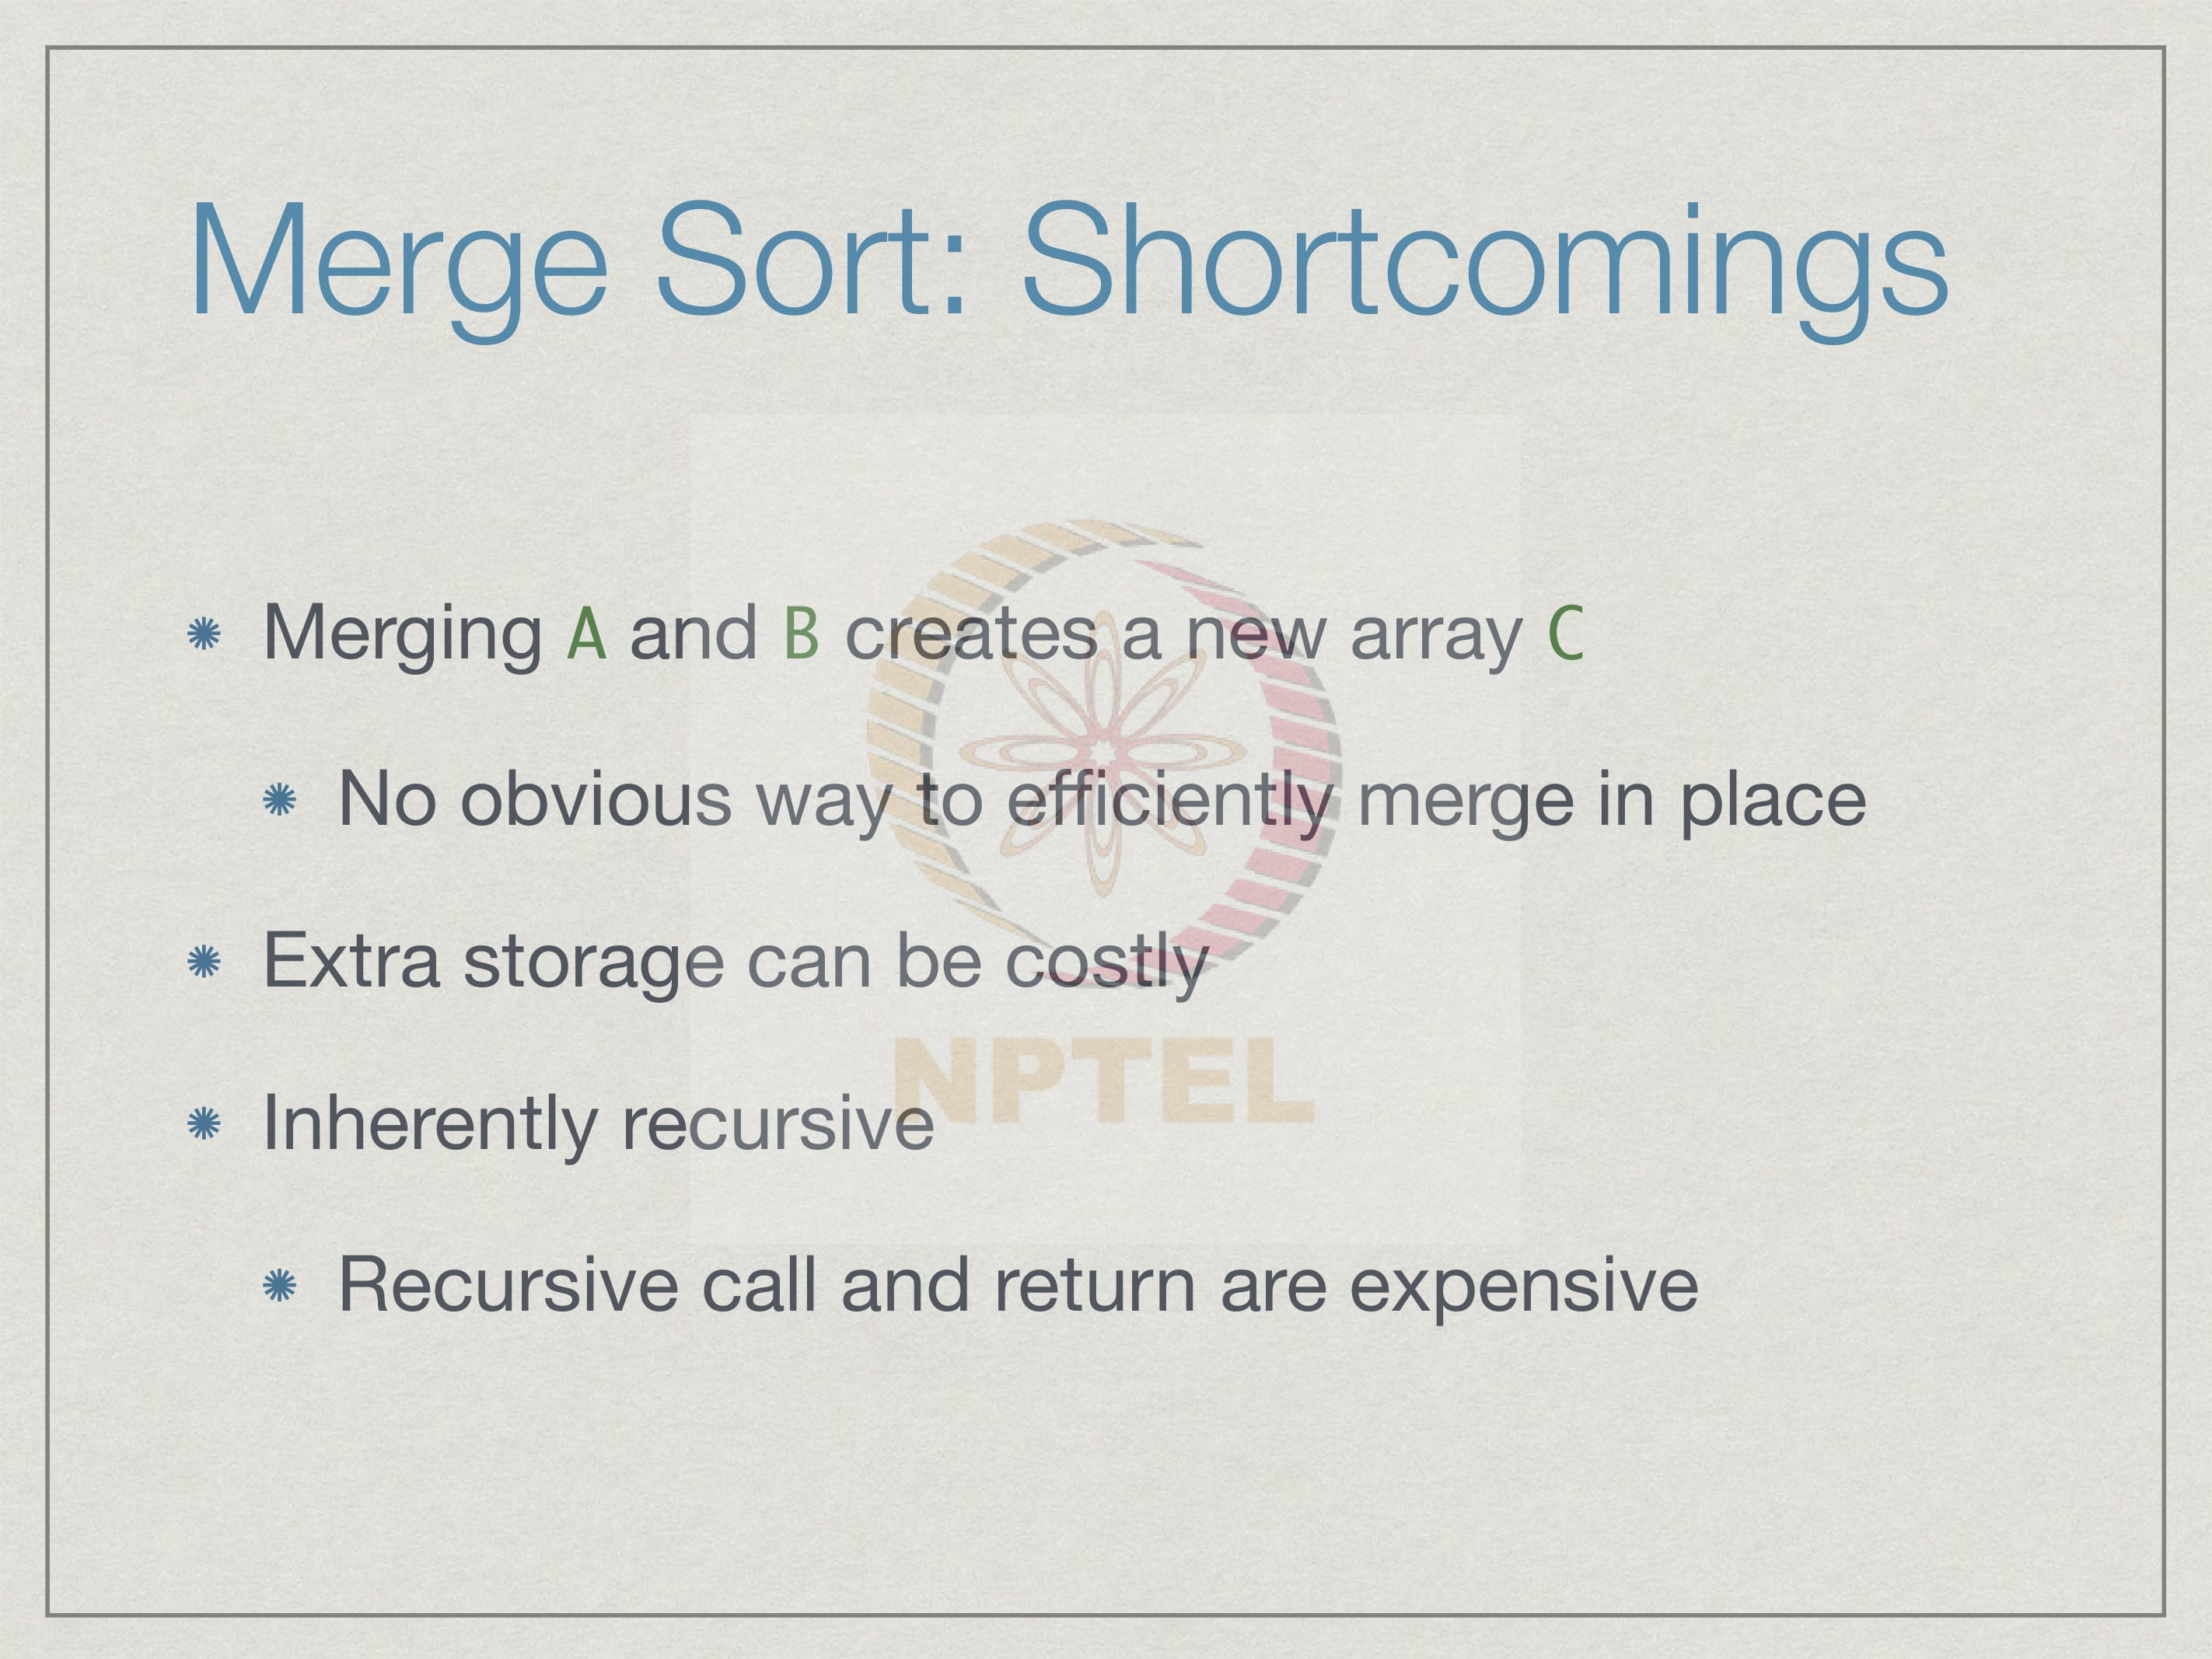 Merge Sort: Shortcomings
Merging A and B creates a new array C
No obvious way to efficiently merge in place
Extra storage can be costly
Inherently recursive
Recursive call and return are expensive
NPTEL